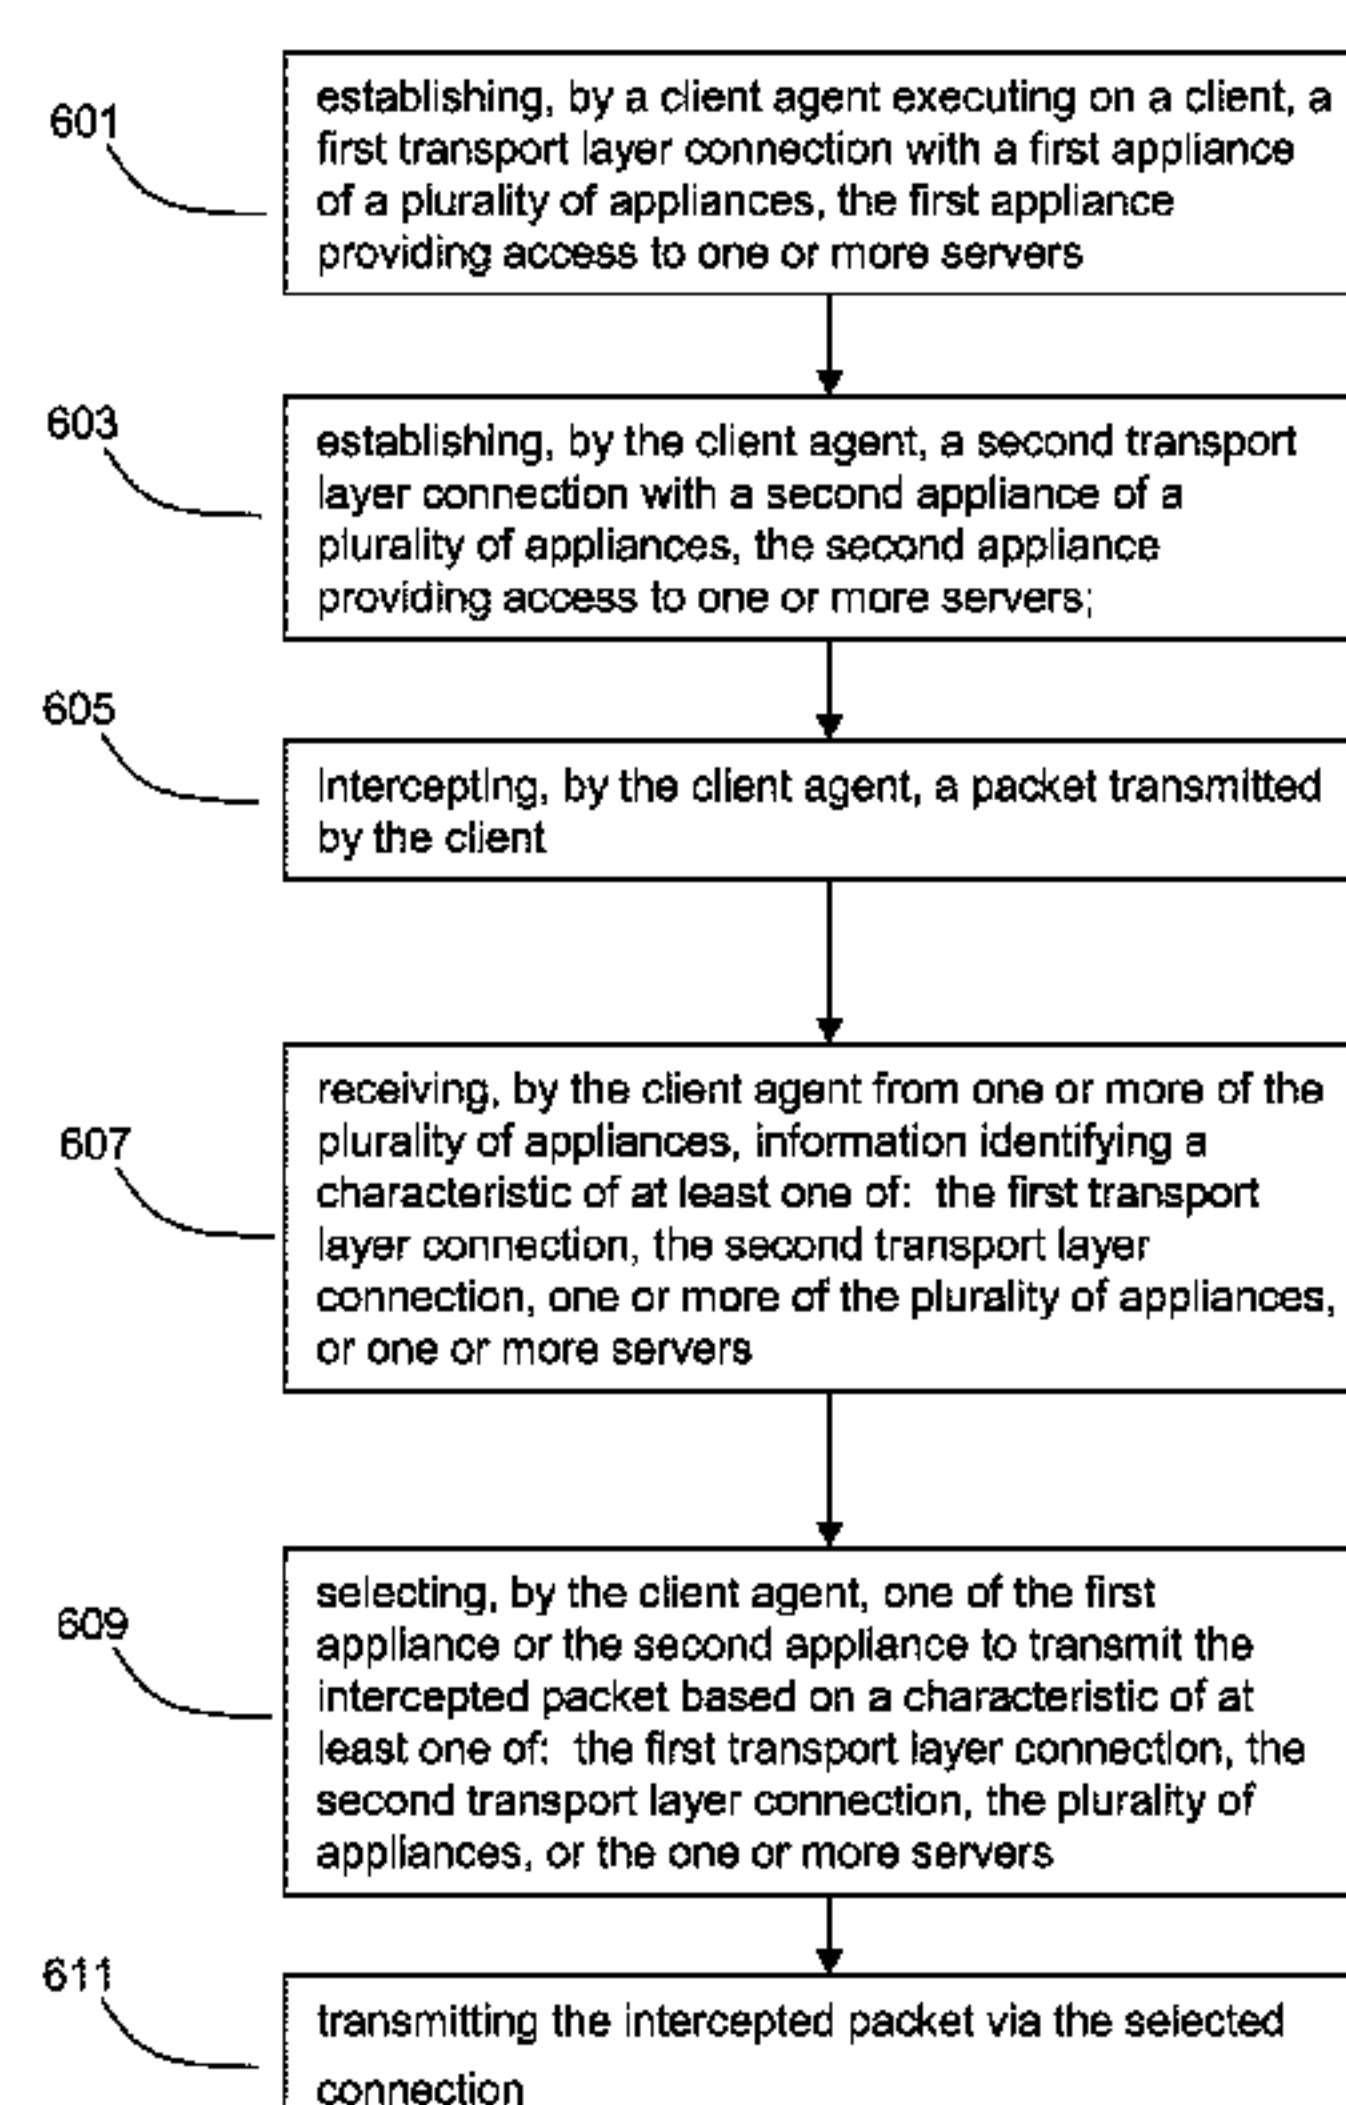 601
establishing, by a client agent executing on a client, a
first transport layer connection with a first appliance
of a plurality of appliances, the first appliance
providing access to one or more servers
603
establishing, by the client agent, a second transport
layer connection with a second appliance of a
plurality of appliances, the second appliance
providing access to one or more servers;
605
intercepting, by the client agent, a packet transmitted
by the client
607
receiving, by the client agent from one or more of the
plurality of appliances, information identifying a
characteristic of at least one of: the first transport
layer connection, the second transport layer
connection, one or more of the plurality of appliances,
or one or more servers
609
selecting, by the client agent, one of the first
appliance or the second appliance to transmit the
intercepted packet based on a characteristic of at
least one of: the first transport layer connection, the
second transport layer connection, the plurality of
appliances, or the one or more servers
611
transmitting the intercepted packet via the selected
connection